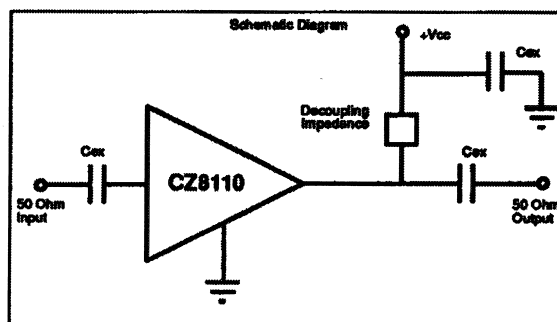 Schematic Diagram
+Vcc
Cex
Decoupling
Impedance
Cex
CZ8110
Cex
50 Ohm
Input
50 Ohm
Output